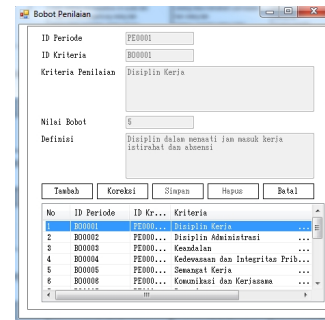 Bobot Penilaian
ID Periode PE0001
ID Kriteria B00001
Kriteria Penilaian Disiplin Kerja
Nilai Bobot 5
Definisi Disiplin dalam menaati jam masuk kerja
istirahat dan absensi
Tambah Koreksi Simpan Hapus Batal
No ID Periode ID Kr... Kriteria
1 B00001 PE000... Disiplin Kerja ...
2 B00002 PE000... Disiplin Administrasi ...
3 B00003 PE000... Keandalan ...
4 B00004 PE000... Kedewasaan dan Integritas Prib...
5 B00005 PE000... Semangat Kerja ...
6 B00006 PE000... Komunikasi dan Kerjasama ...